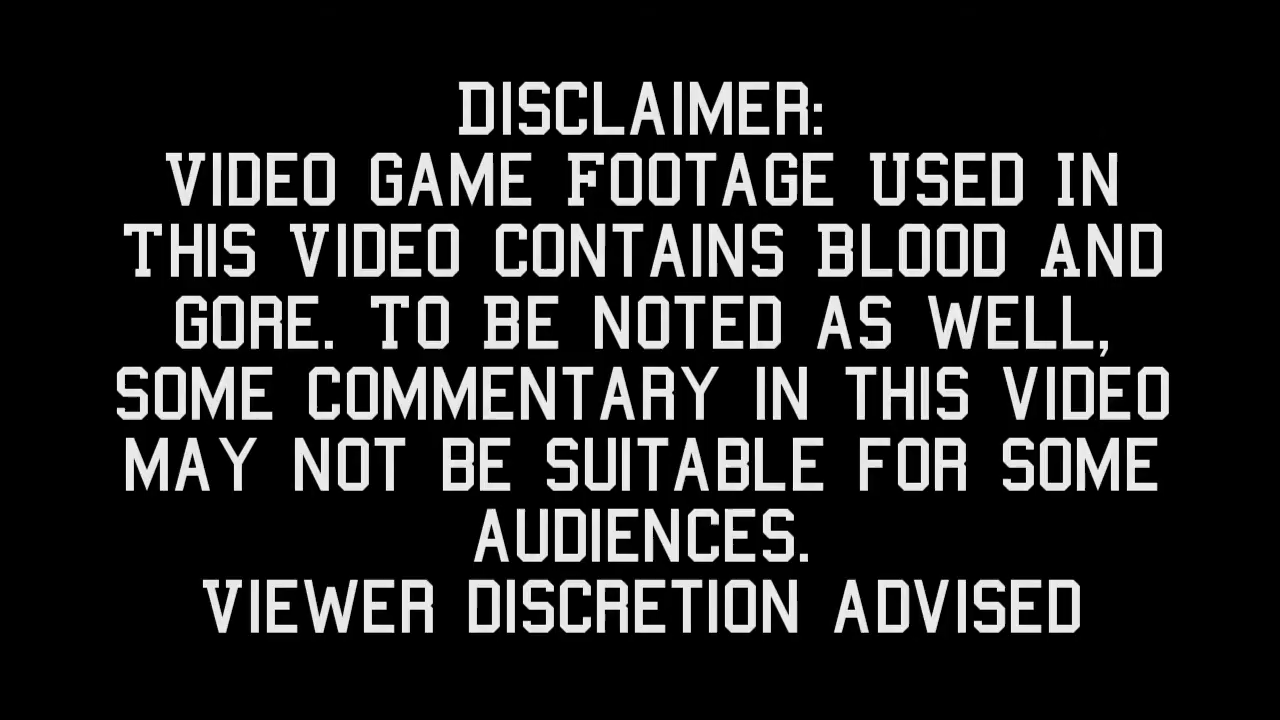 DISCLAIMER:
VIDEO GAME FOOTAGE USED IN
THIS VIDEO CONTAINS BLOOD AND
GORE. TO BE NOTED AS WELL,
SOME COMMENTARY IN THIS VIDEO
MAY NOT BE SUITABLE FOR SOME
AUDIENCES.
VIEWER DISCRETION ADVISED